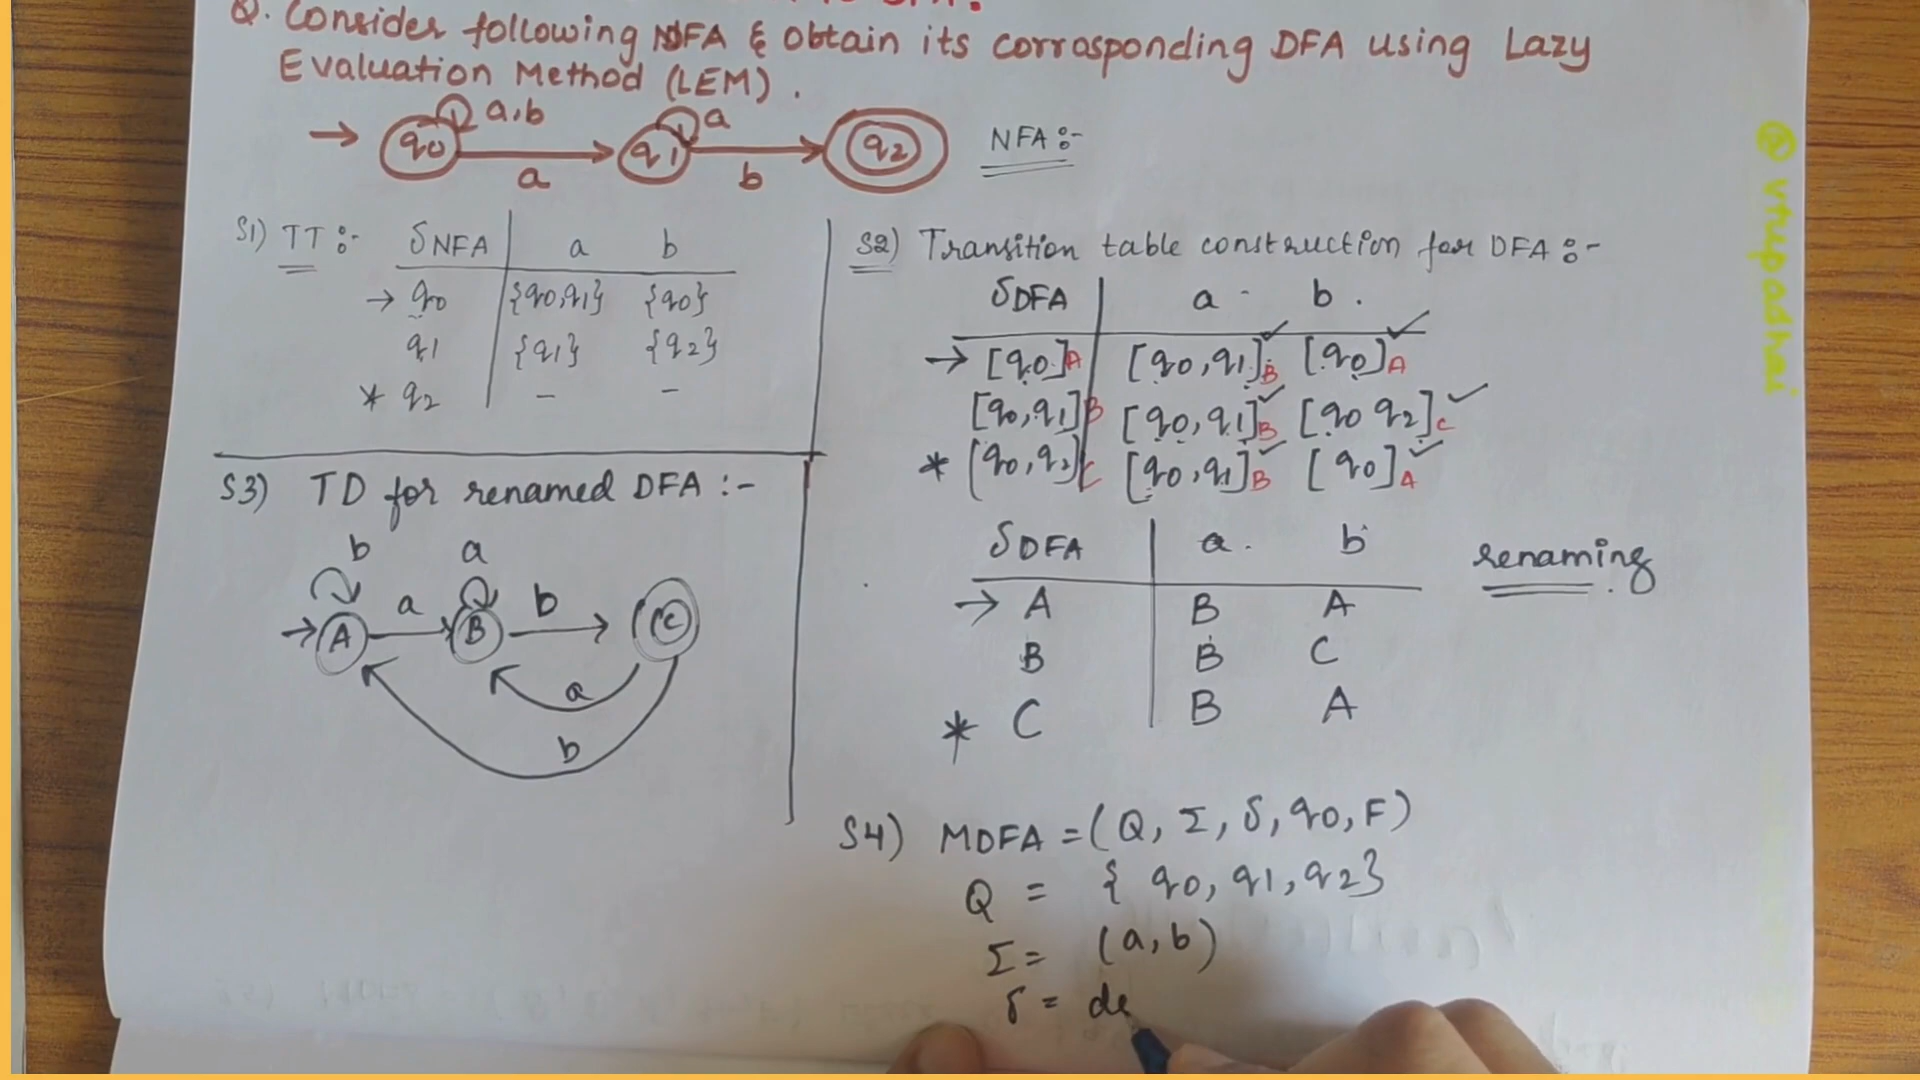 Q. Consider following NFA & obtain its corrosponding DFA using Lazy
Evaluation Method (LEM).
→ q0 a,b a q1 a b q2 NFA :-
S1) TT :-
δNFA a b
→ q0 {q0,q1} {q0}
q1 {q1} {q2}
* q2 - -
S2) Transition table construction for DFA :-
δDFA a b
→ [q0]A [q0,q1]B ✓ [q0]A ✓
[q0,q1]B [q0,q1]B ✓ [q0 q2]C ✓
* [q0,q2]C [q0,q1]B ✓ [q0]A ✓
δDFA a b renaming
→ A B A
B B C
* C B A
S3) TD for renamed DFA :-
b a
→ A a B b C
a
b
S4) MDFA = (Q, Σ, δ, q0, F)
Q = { q0, q1, q2}
Σ = (a, b)
δ = de
vtupadhai